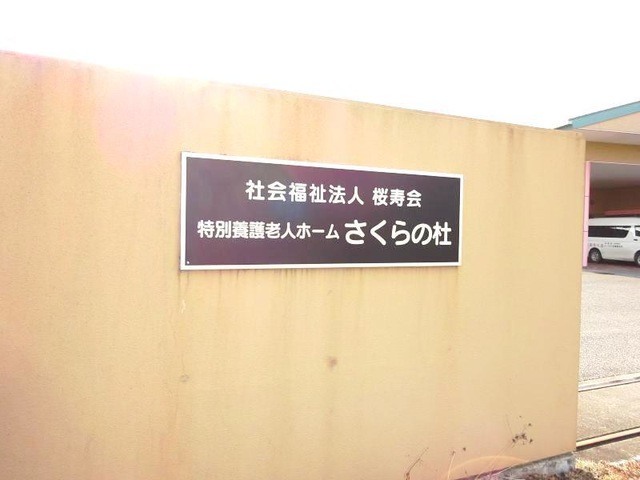 社会福祉法人 桜寿会
特別養護老人ホーム さくらの杜